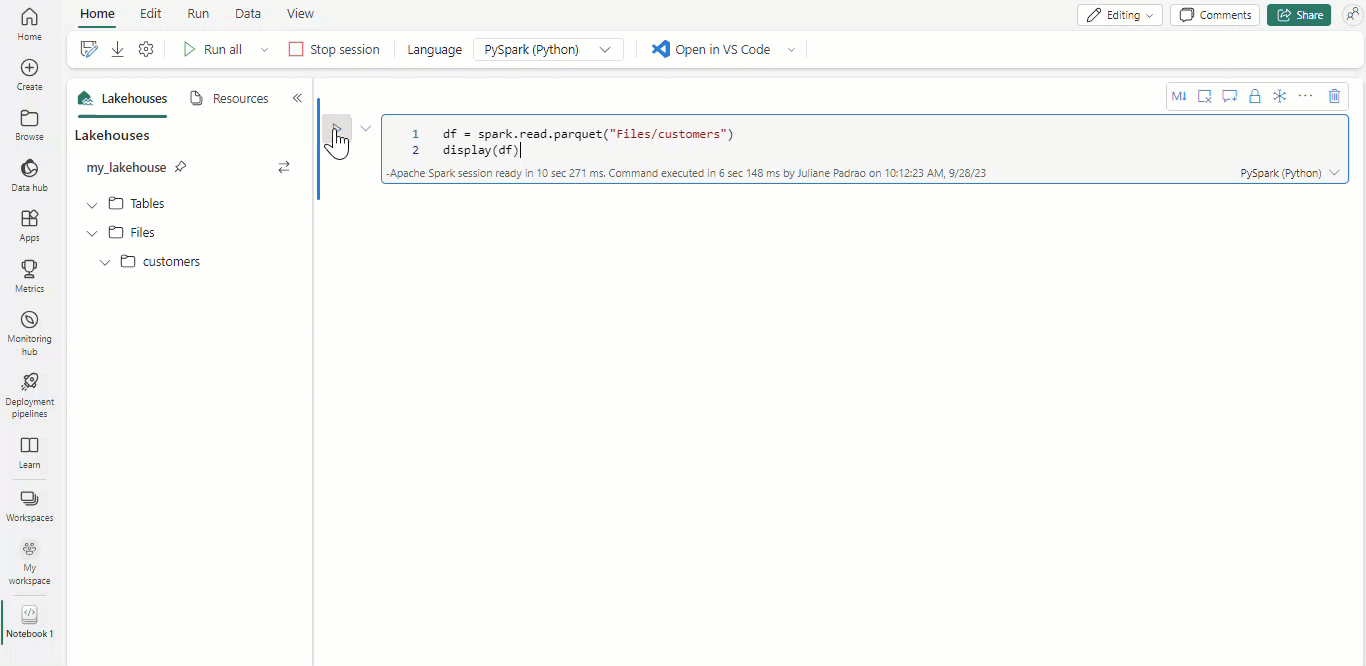 Home Edit Run Data View
Editing Comments Share
Run all Stop session Language PySpark (Python) Open in VS Code
Home
Create
Browse
Data hub
Apps
Metrics
Monitoring
hub
Deployment
pipelines
Learn
Workspaces
My
workspace
Notebook 1
Lakehouses Resources
Lakehouses
my_lakehouse
Tables
Files
customers
M↓
1 df = spark.read.parquet("Files/customers")
2 display(df)
-Apache Spark session ready in 10 sec 271 ms. Command executed in 6 sec 148 ms by Juliane Padrao on 10:12:23 AM, 9/28/23
PySpark (Python)